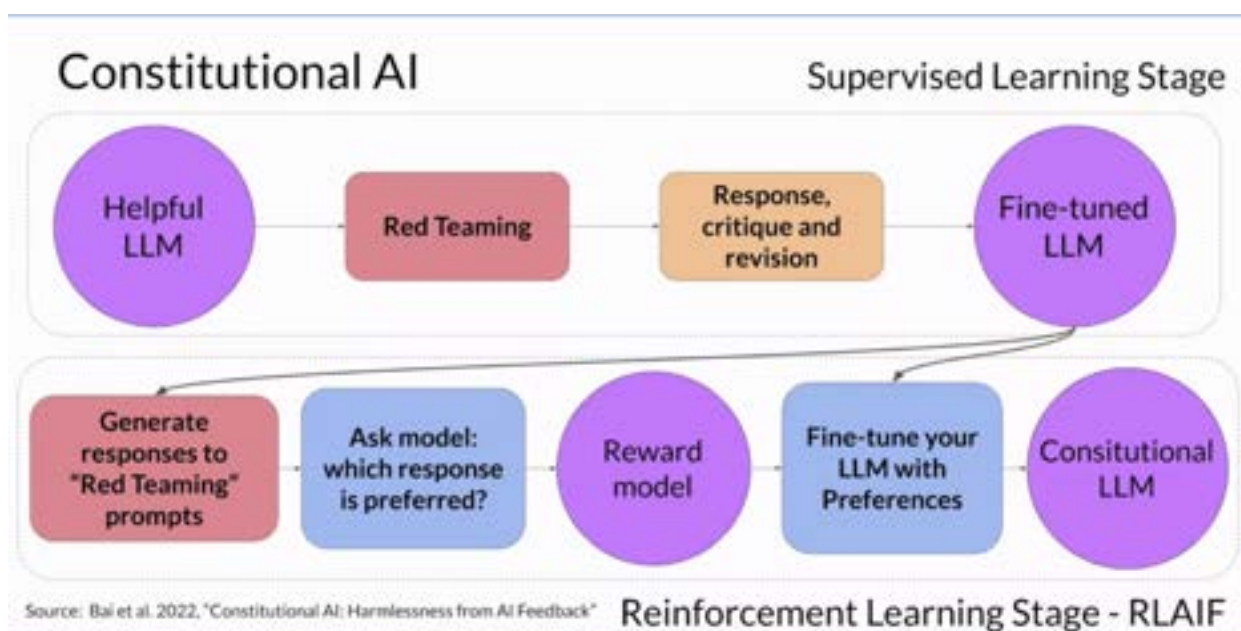 Constitutional AI
Supervised Learning Stage
Helpful
LLM
Red Teaming
Response,
critique and
revision
Fine-tuned
LLM
Generate
responses to
"Red Teaming"
prompts
Ask model:
which response
is preferred?
Reward
model
Fine-tune your
LLM with
Preferences
Consitutional
LLM
Source: Bai et al. 2022, "Constitutional AI: Harmlessness from AI Feedback"
Reinforcement Learning Stage - RLAIF